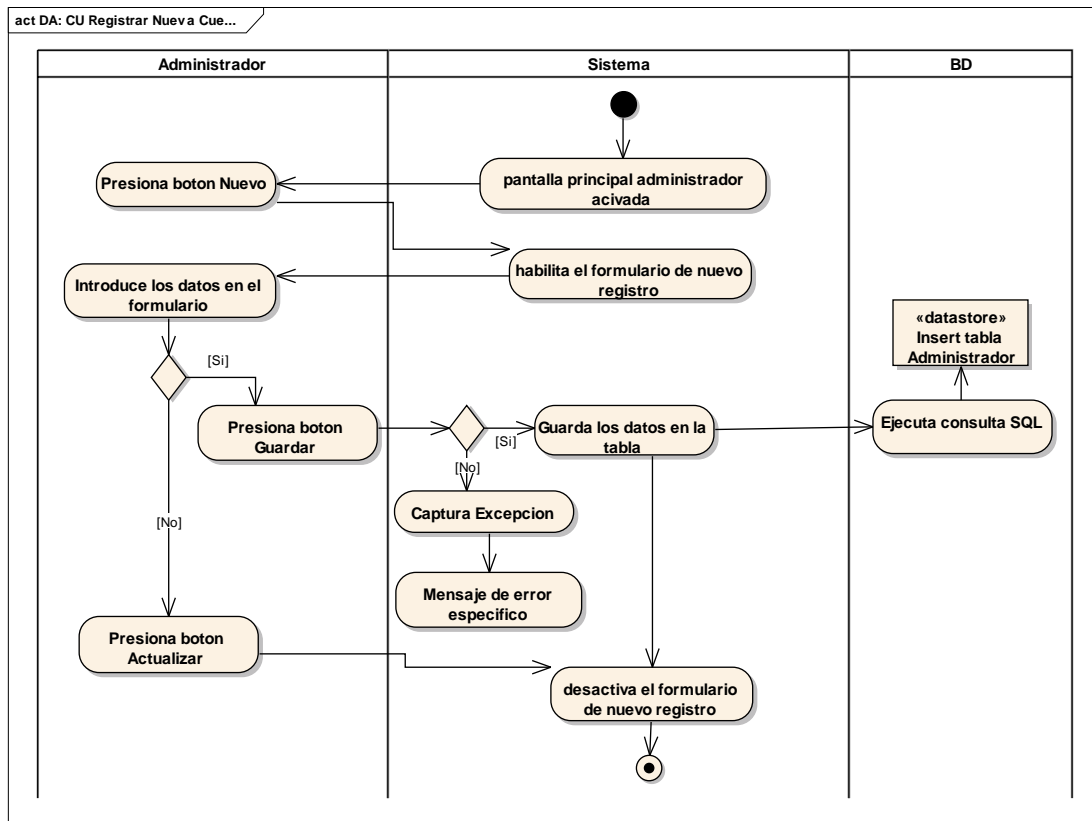 act DA: CU Registrar Nueva Cue...
Administrador
Sistema
BD
pantalla principal administrador
acivada
Presiona boton Nuevo
habilita el formulario de nuevo
registro
Introduce los datos en el
formulario
«datastore»
Insert tabla
Administrador
[Si]
Presiona boton
Guardar
[Si]
Guarda los datos en la
tabla
Ejecuta consulta SQL
[No]
Captura Excepcion
[No]
Mensaje de error
especifico
Presiona boton
Actualizar
desactiva el formulario
de nuevo registro